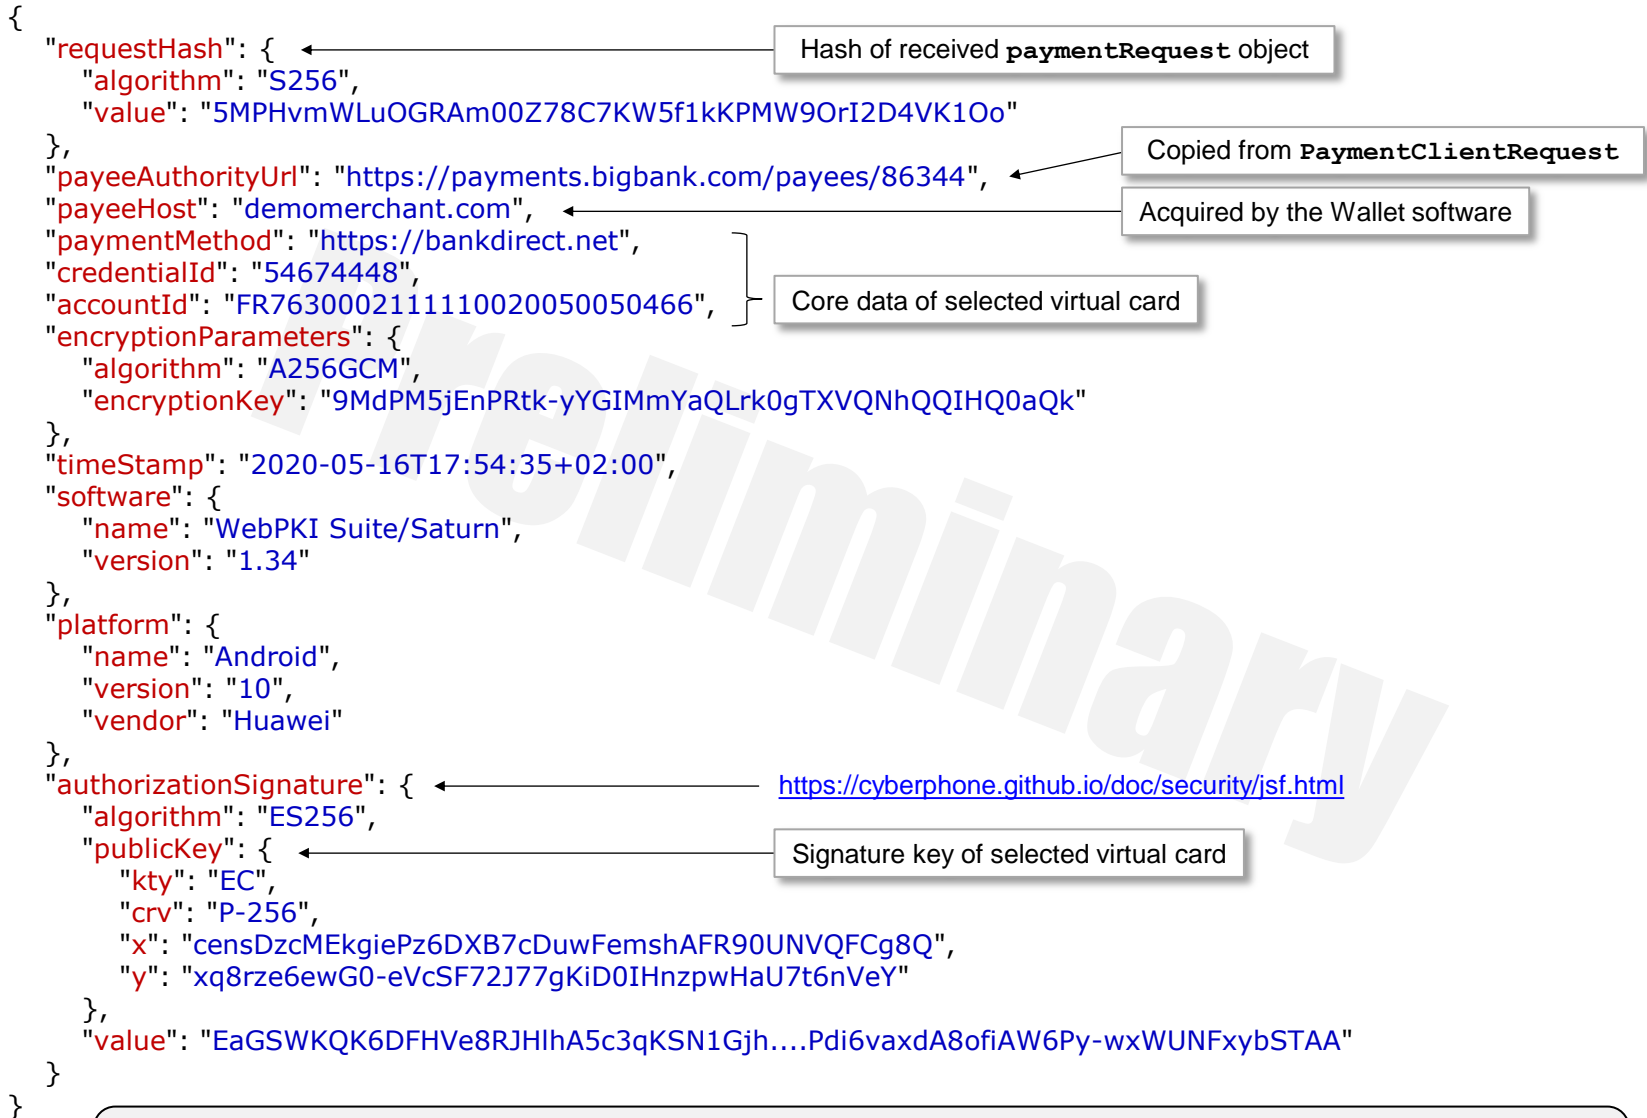 {
"requestHash": {
Hash of received paymentRequest object
"algorithm": "S256",
"value": "5MPHvmWLuOGRAm00Z78C7KW5f1kKPMW9OrI2D4VK1Oo"
},
Copied from PaymentClientRequest
"payeeAuthorityUrl": "https://payments.bigbank.com/payees/86344",
"payeeHost": "demomerchant.com",
Acquired by the Wallet software
"paymentMethod": "https://bankdirect.net",
"credentialId": "54674448",
"accountId": "FR7630002111110020050050466",
Core data of selected virtual card
"encryptionParameters": {
"algorithm": "A256GCM",
"encryptionKey": "9MdPM5jEnPRtk-yYGIMmYaQLrk0gTXVQNhQQIHQ0aQk"
},
"timeStamp": "2020-05-16T17:54:35+02:00",
"software": {
"name": "WebPKI Suite/Saturn",
"version": "1.34"
},
"platform": {
"name": "Android",
"version": "10",
"vendor": "Huawei"
},
"authorizationSignature": {
https://cyberphone.github.io/doc/security/jsf.html
"algorithm": "ES256",
"publicKey": {
Signature key of selected virtual card
"kty": "EC",
"crv": "P-256",
"x": "censDzcMEkgiePz6DXB7cDuwFemshAFR90UNVQFCg8Q",
"y": "xq8rze6ewG0-eVcSF72J77gKiD0IHnzpwHaU7t6nVeY"
},
"value": "EaGSWKQK6DFHVe8RJHlhA5c3qKSN1Gjh....Pdi6vaxdA8ofiAW6Py-wxWUNFxybSTAA"
}
}
Preliminary